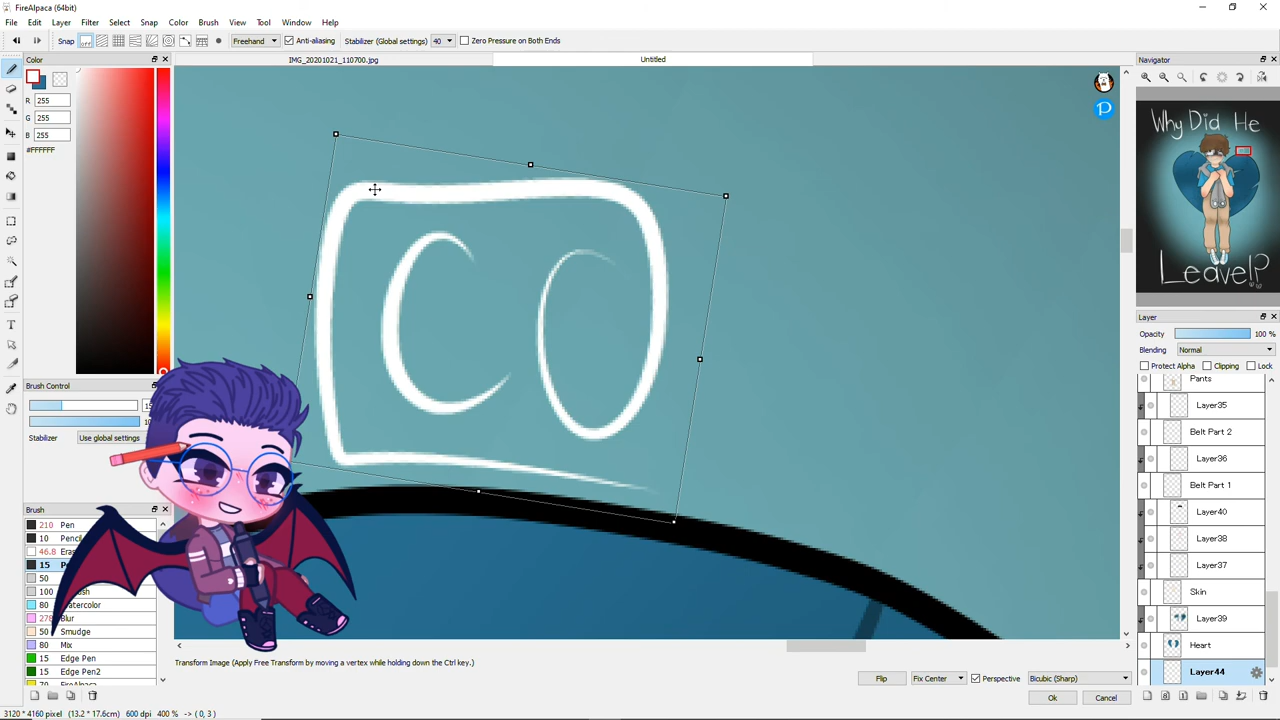 FireAlpaca (64bit)
File Edit Layer Filter Select Snap Color Brush View Tool Window Help
Snap OFF Freehand Anti-aliasing Stabilizer (Global settings) 40 Zero Pressure on Both Ends
Color
IMG_20201021_110700.jpg
Untitled
Navigator
R 255
G 255
B 255
#FFFFFF
P
Why Did He
Leave!?
CO
Layer
Opacity 100 %
Blending Normal
Protect Alpha Clipping Lock
Pants
Layer35
Belt Part 2
Layer36
Belt Part 1
Layer40
Layer38
Layer37
Skin
Layer39
Heart
Layer44
Brush Control
Stabilizer Use global settings
Brush
210 Pen
10 Pencil
46.8
15
50
100
80 Watercolor
Blur
50 Smudge
80 Mix
15 Edge Pen
15 Edge Pen2
Transform Image (Apply Free Transform by moving a vertex while holding down the Ctrl key.)
Flip Fix Center Perspective Bicubic (Sharp)
Ok Cancel
3120 * 4160 pixel (13.2 * 17.6cm) 600 dpi 400 % -> ( 0, 3 )